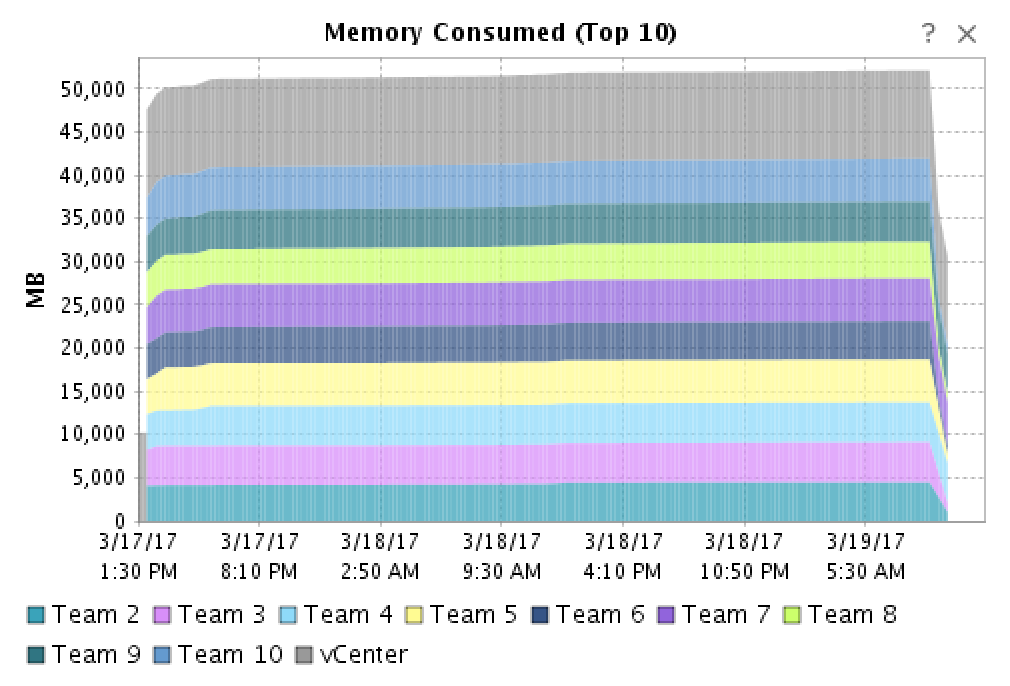 Memory Consumed (Top 10) ? ×
50,000
45,000
40,000
35,000
30,000
25,000
20,000
15,000
10,000
5,000
0
MB
3/17/17 3/17/17 3/18/17 3/18/17 3/18/17 3/18/17 3/19/17
1:30 PM 8:10 PM 2:50 AM 9:30 AM 4:10 PM 10:50 PM 5:30 AM
Team 2 Team 3 Team 4 Team 5 Team 6 Team 7 Team 8
Team 9 Team 10 vCenter